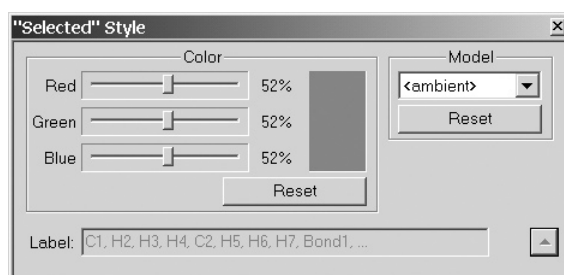 "Selected" Style
Color
Red 52%
Green 52%
Blue 52%
Reset
Model
<ambient>
Reset
Label: C1, H2, H3, H4, C2, H5, H6, H7, Bond1, ...